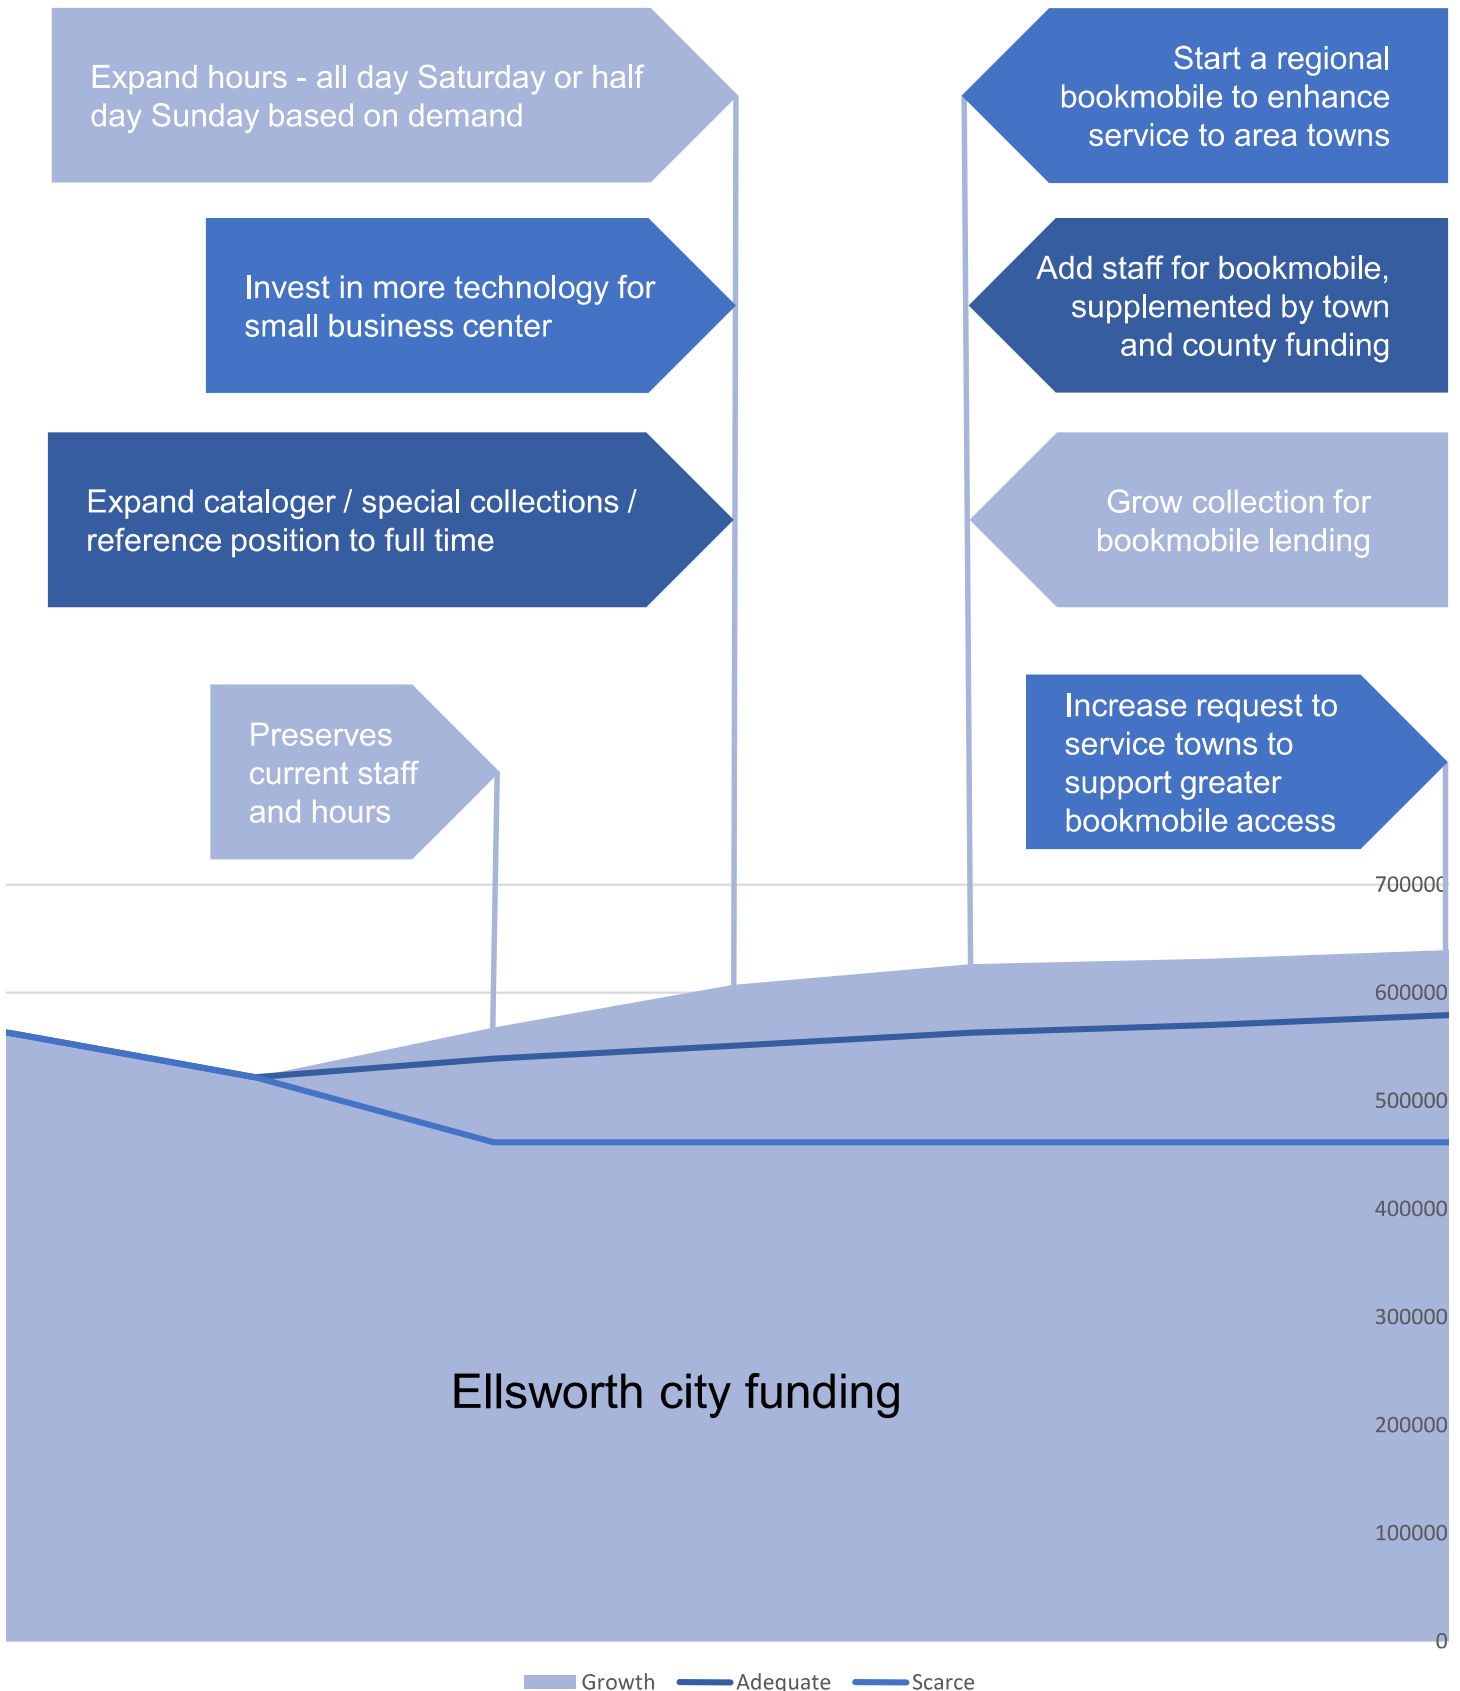 Expand hours - all day Saturday or half
day Sunday based on demand
Start a regional
bookmobile to enhance
service to area towns
Invest in more technology for
small business center
Add staff for bookmobile,
supplemented by town
and county funding
Expand cataloger / special collections /
reference position to full time
Grow collection for
bookmobile lending
Preserves
current staff
and hours
Increase request to
service towns to
support greater
bookmobile access
700000
600000
500000
400000
300000
Ellsworth city funding
200000
100000
0
Growth Adequate Scarce